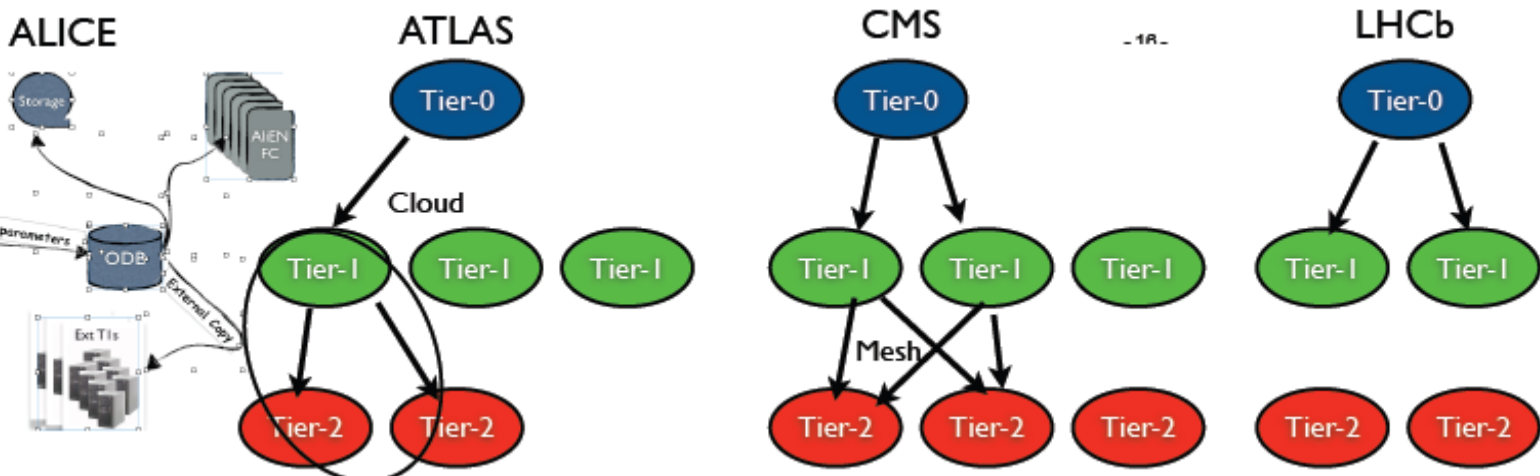 ALICE
ATLAS
CMS
LHCb
Storage
AliEN
FC
Tier-0
Tier-0
Tier-0
Cloud
parameters
ODB
External Copy
Tier-1
Tier-1
Tier-1
Tier-1
Tier-1
Tier-1
Tier-1
Tier-1
Ext T1s
Mesh
Tier-2
Tier-2
Tier-2
Tier-2
Tier-2
Tier-2
Tier-2